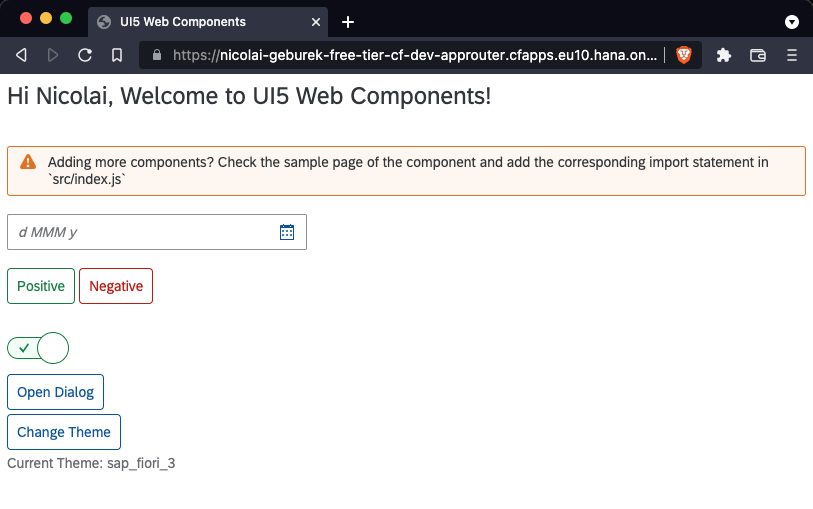 UI5 Web Components
https://nicolai-geburek-free-tier-cf-dev-approuter.cfapps.eu10.hana.on...
Hi Nicolai, Welcome to UI5 Web Components!
Adding more components? Check the sample page of the component and add the corresponding import statement in
`src/index.js`
d MMM y
Positive Negative
Open Dialog
Change Theme
Current Theme: sap_fiori_3